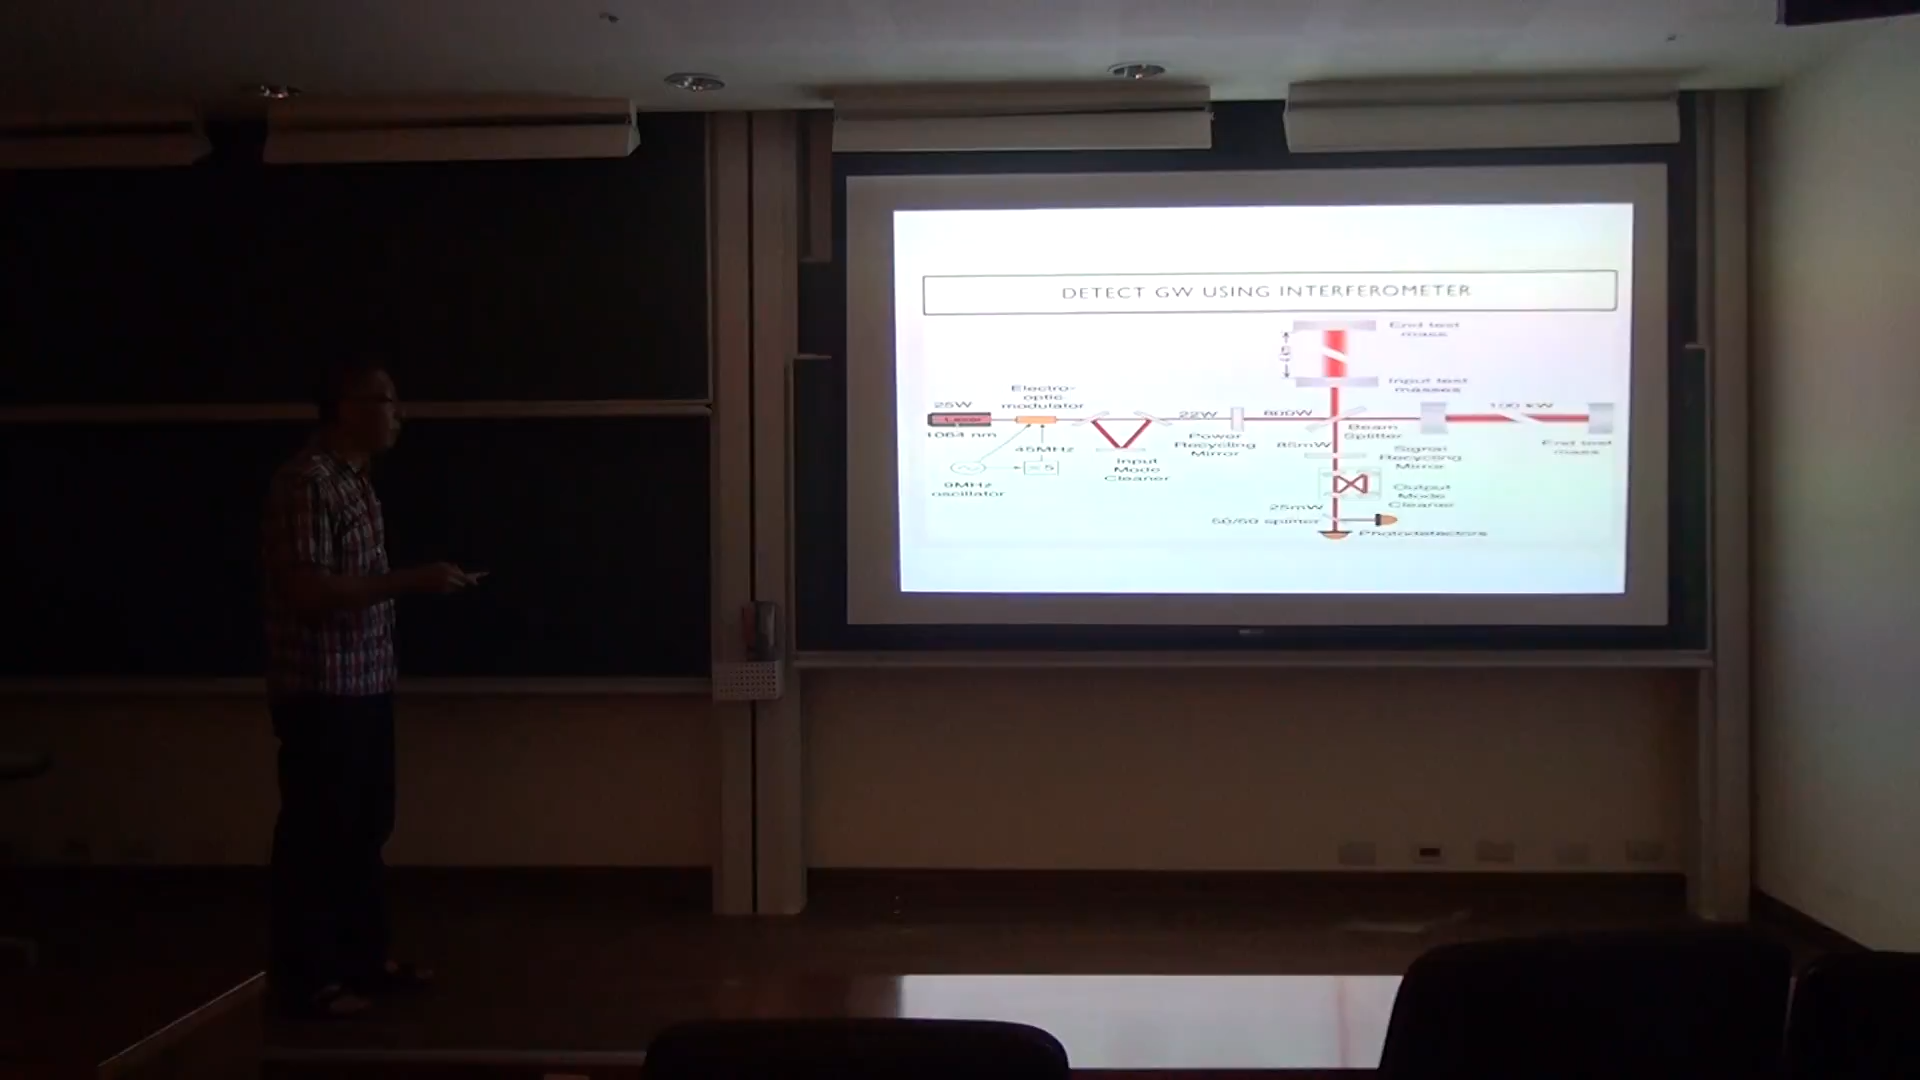 DETECT GW USING INTERFEROMETER
End test
mass
Input test
masses
Electro-
optic
modulator
25W
Laser
1064 nm
45MHz
× 5
9MHz
oscillator
Input
Mode
Cleaner
22W
Power
Recycling
Mirror
800W
Beam
Splitter
100 kW
End test
mass
85mW
Signal
Recycling
Mirror
Output
Mode
Cleaner
25mW
50/50 splitter
Photodetectors